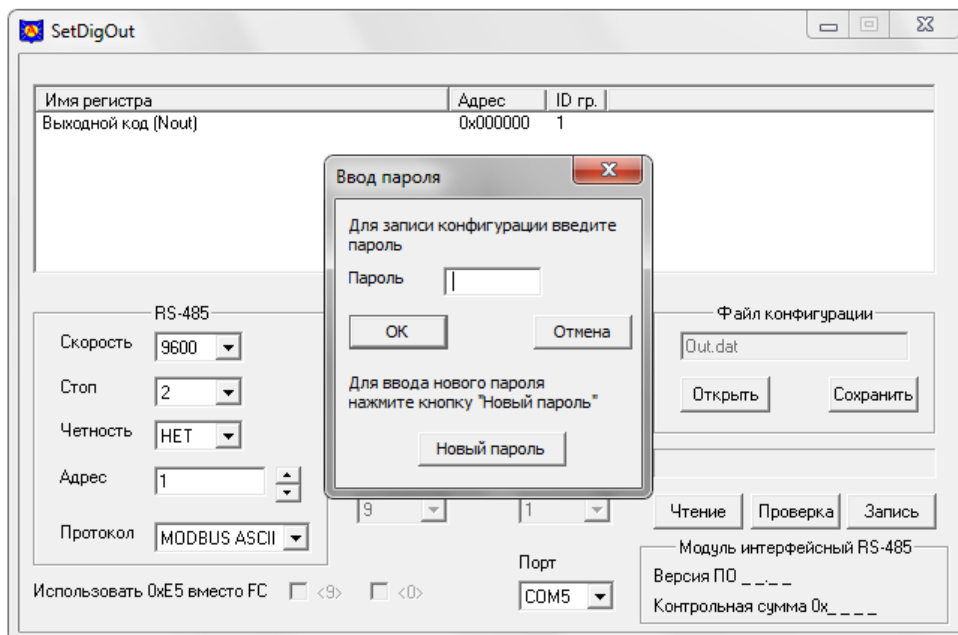 SetDigOut
Имя регистра Адрес ID гр.
Выходной код (Nout) 0x000000 1
Ввод пароля
Для записи конфигурации введите
пароль
Пароль
ОК Отмена
Для ввода нового пароля
нажмите кнопку "Новый пароль"
Новый пароль
RS-485
Скорость 9600
Стоп 2
Четность НЕТ
Адрес 1
Протокол MODBUS ASCII
9 1
Файл конфигурации
Out.dat
Открыть Сохранить
Чтение Проверка Запись
Использовать 0xE5 вместо FC <9> <0>
Порт
COM5
Модуль интерфейсный RS-485
Версия ПО _ _._ _
Контрольная сумма 0x_ _ _ _